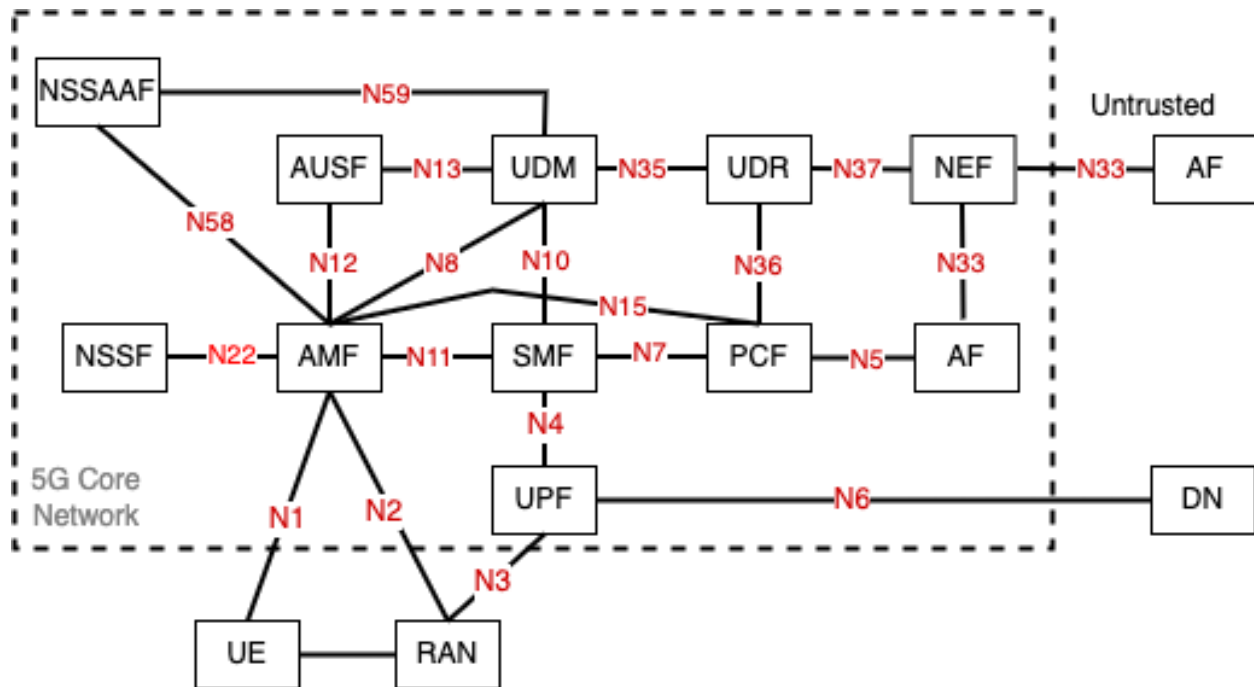 NSSAAF
N59
Untrusted
AUSF
N13
UDM
N35
UDR
N37
NEF
N33
AF
N58
N12
N8
N10
N36
N33
N15
NSSF
N22
AMF
N11
SMF
N7
PCF
N5
AF
N4
5G Core
Network
N1
N2
UPF
N6
DN
N3
UE
RAN